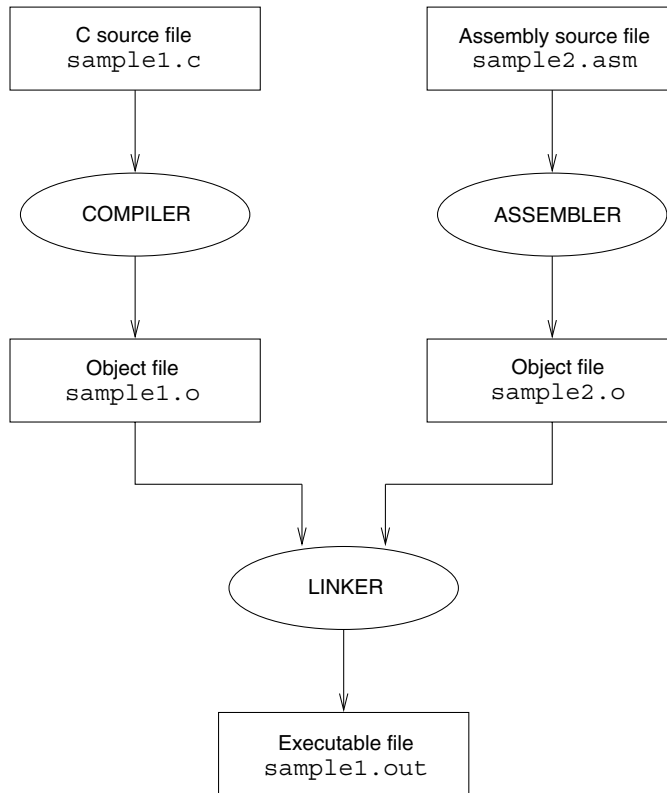 C source file
sample1.c
Assembly source file
sample2.asm
COMPILER
ASSEMBLER
Object file
sample1.o
Object file
sample2.o
LINKER
Executable file
sample1.out